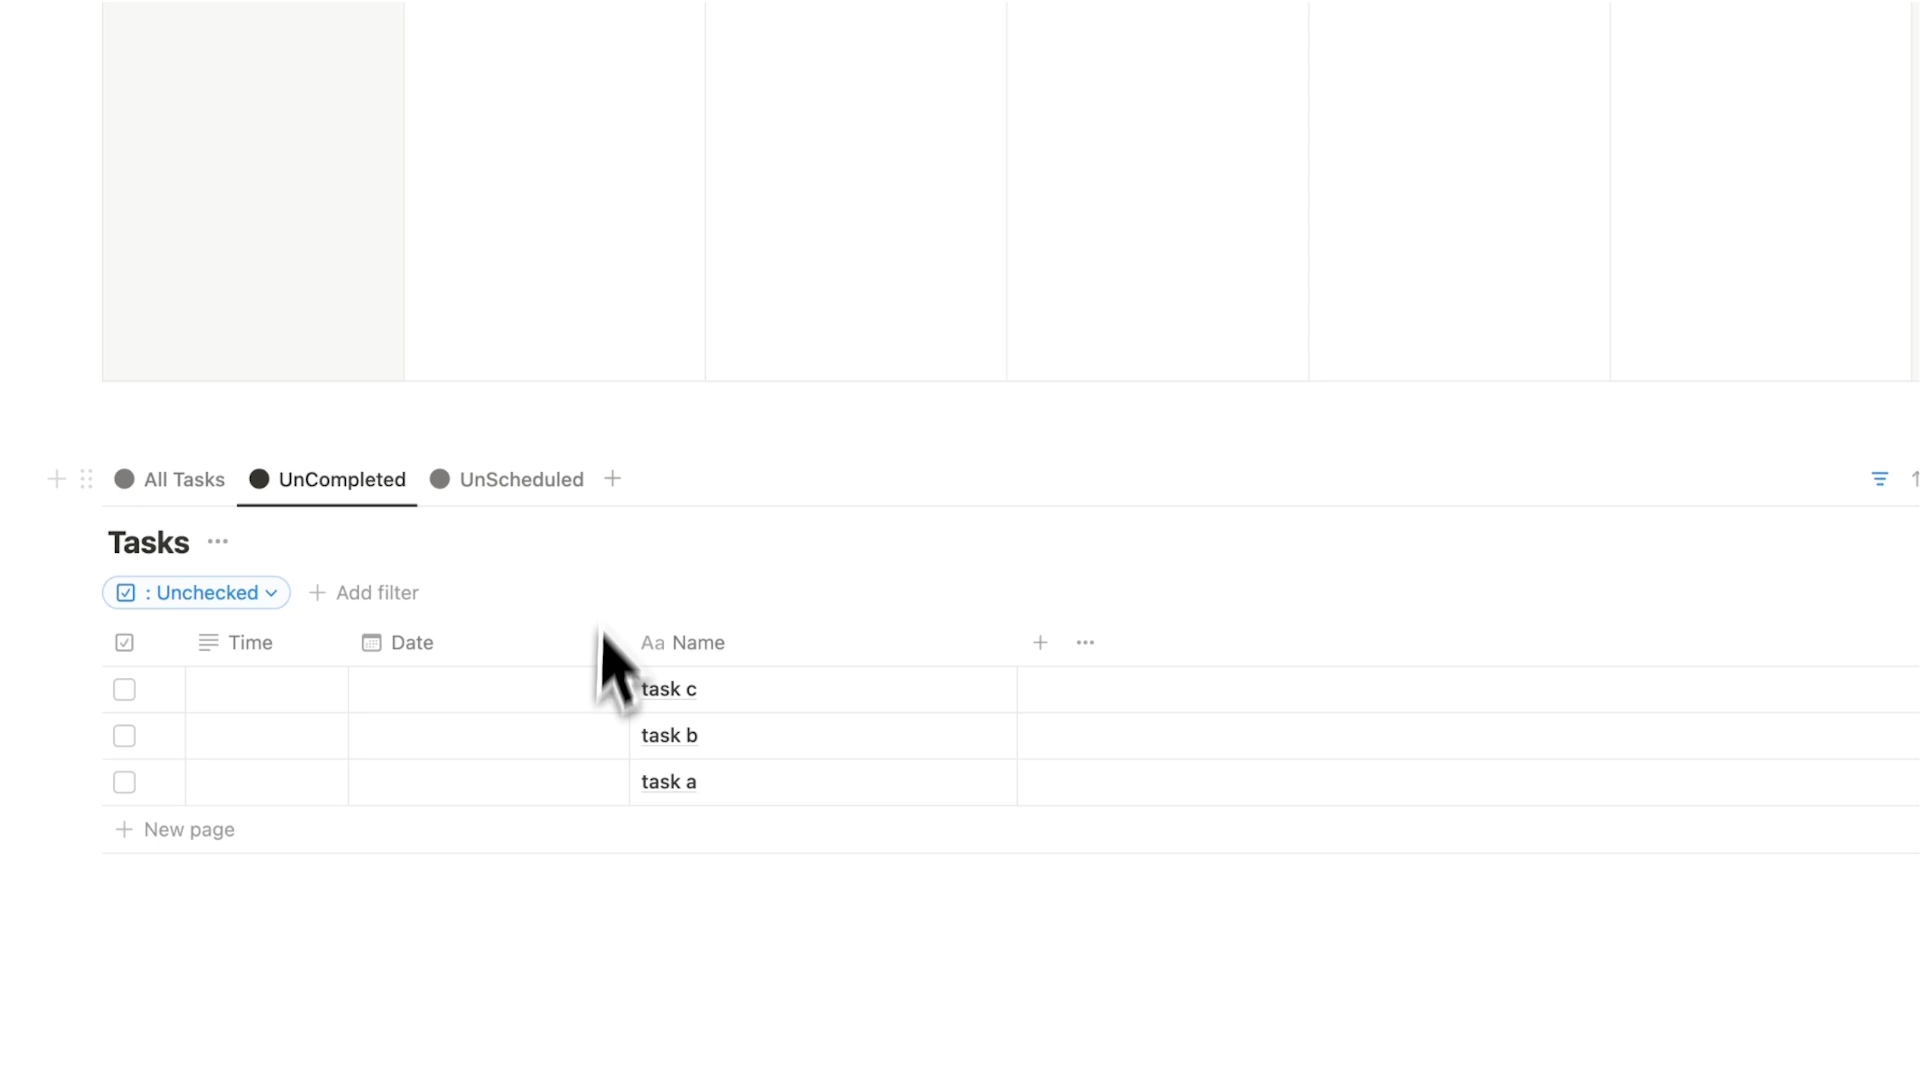 All Tasks UnCompleted UnScheduled
Tasks
: Unchecked Add filter
Time Date Aa Name
task c
task b
task a
New page